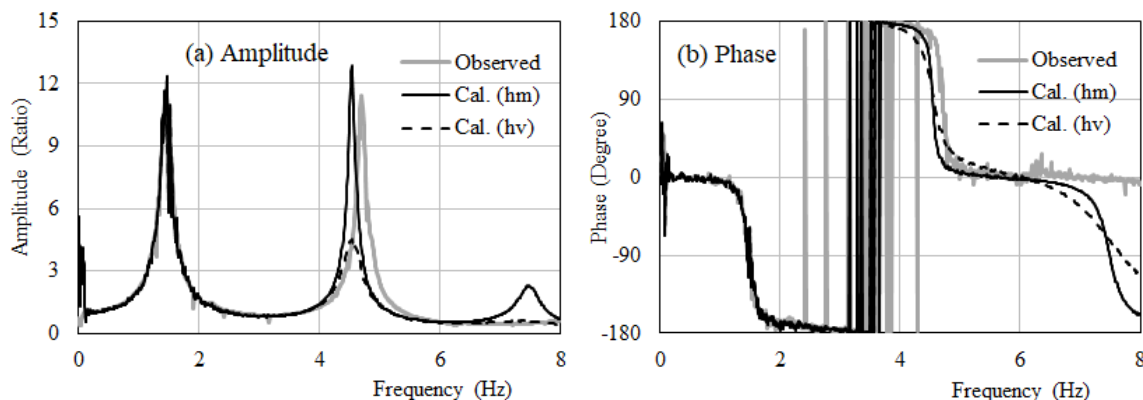 15
12
9
6
3
0
Amplitude (Ratio)
(a) Amplitude
Observed
Cal. (hm)
Cal. (hv)
0 2 4 6 8
Frequency (Hz)
180
90
0
-90
-180
Phase (Degree)
(b) Phase
Observed
Cal. (hm)
Cal. (hv)
0 2 4 6 8
Frequency (Hz)